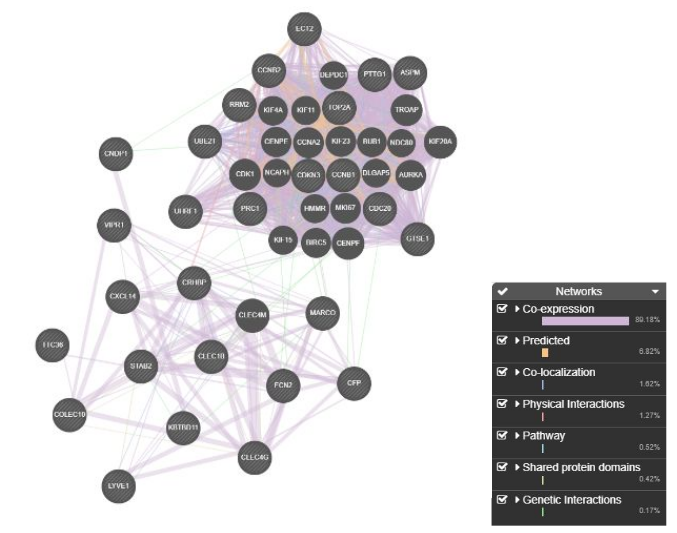 ECT2
CCNB2
DEPDC1
PTTG1
ASPM
RRM2
KIF4A
KIF11
TOP2A
TROAP
UBE2T
CENPE
CCNA2
KIF23
BUB1
NDC80
KIF20A
CNDP1
CDK1
NCAPH
CDKN3
CCNB1
DLGAP5
AURKA
UHRF1
PRC1
HMMR
MKI67
CDC20
VIPR1
KIF15
BIRC5
CENPF
GTSE1
CRHBP
CXCL14
CLEC4M
MARCO
TTC36
STAB2
CLEC1B
FCN2
CFP
COLEC10
KBTBD11
CLEC4G
LYVE1
Networks
Co-expression
89.18%
Predicted
6.82%
Co-localization
1.62%
Physical Interactions
1.27%
Pathway
0.52%
Shared protein domains
0.42%
Genetic Interactions
0.17%